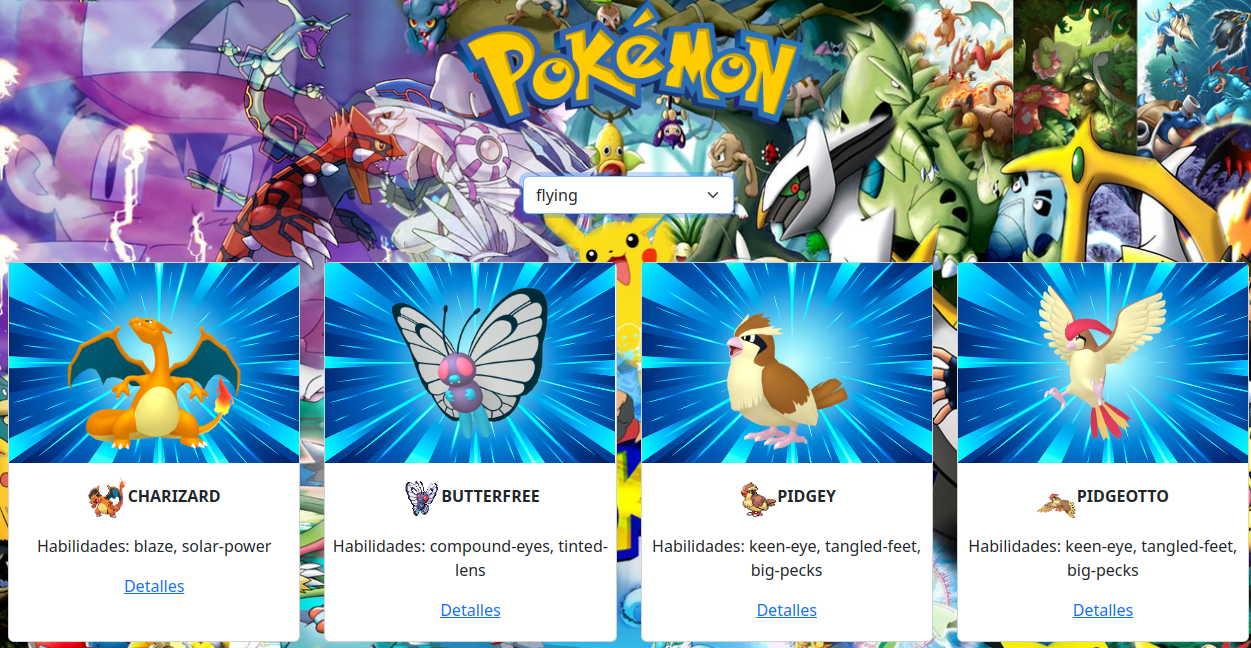 POKéMON
flying
CHARIZARD
Habilidades: blaze, solar-power
Detalles
BUTTERFREE
Habilidades: compound-eyes, tinted-
lens
Detalles
PIDGEY
Habilidades: keen-eye, tangled-feet,
big-pecks
Detalles
PIDGEOTTO
Habilidades: keen-eye, tangled-feet,
big-pecks
Detalles